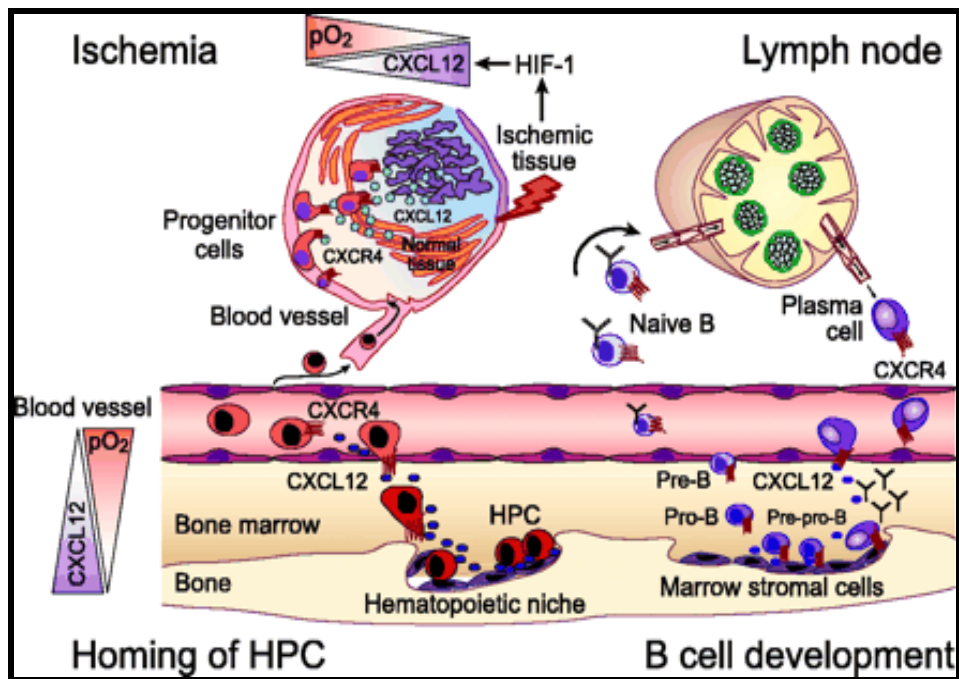 Ischemia
pO2
CXCL12
HIF-1
Lymph node
Ischemic
tissue
CXCL12
Progenitor
cells
CXCR4
Normal
tissue
Blood vessel
Naive B
Plasma
cell
CXCR4
Blood vessel
CXCR4
pO2
CXCL12
CXCL12
Pre-B
CXCL12
Bone marrow
HPC
Pro-B
Pre-pro-B
Bone
Hematopoietic niche
Marrow stromal cells
Homing of HPC
B cell development